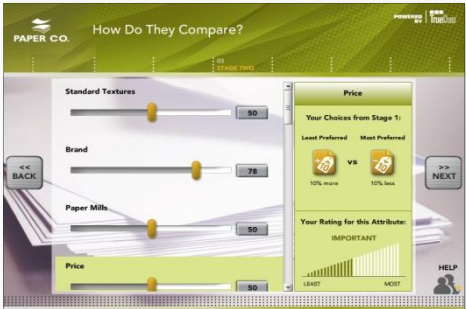 PAPER CO.
How Do They Compare?
POWERED BY
STAGE TWO
Standard Textures
50
Brand
78
Paper Mills
50
Price
50
<< BACK
Price
Your Choices from Stage 1:
Least Preferred Most Preferred
VS
10% more 10% less
Your Rating for this Attribute:
IMPORTANT
LEAST MOST
>> NEXT
HELP